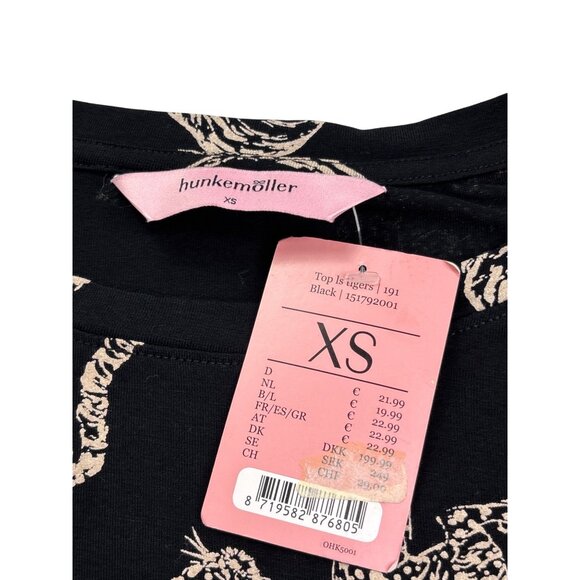 hunkemöller
XS
Top ls tigers | 191
Black | 151792001
XS
D € 21.99
NL € 19.99
B/L € 22.99
FR/ES/GR € 22.99
AT € 22.99
DK DKK 199.99
SE SEK 249
CH CHF 29.00
8 719582 876805
OHK5001